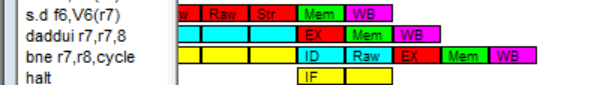 s.d f6,V6(r7) w Raw Str Mem WB
daddui r7,r7,8 EX Mem WB
bne r7,r8,cycle ID Raw EX Mem WB
halt IF